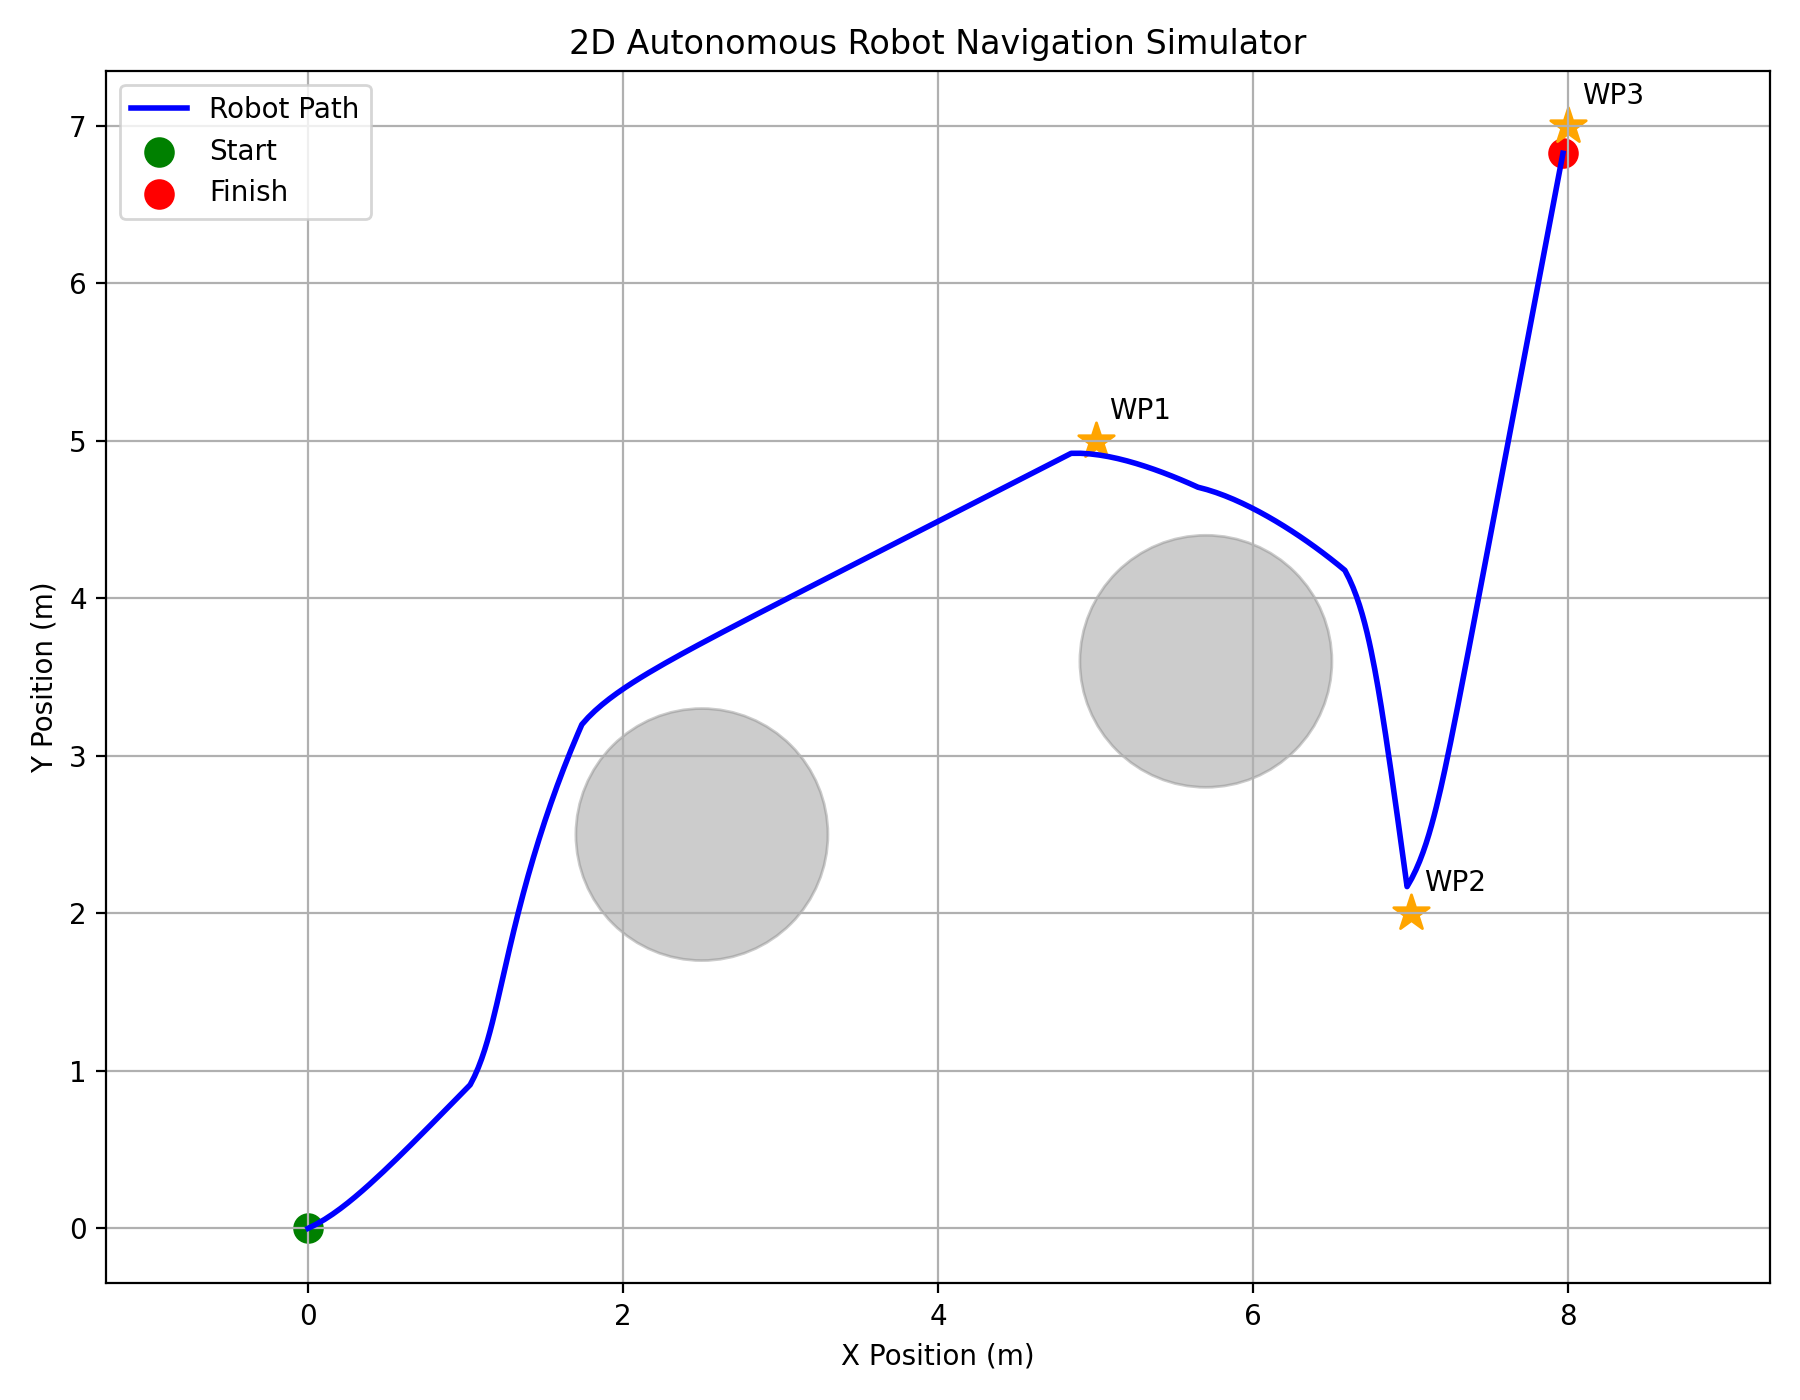 2D Autonomous Robot Navigation Simulator
Robot Path
Start
Finish
WP3
WP1
WP2
7
6
5
4
3
2
1
0
Y Position (m)
0 2 4 6 8
X Position (m)